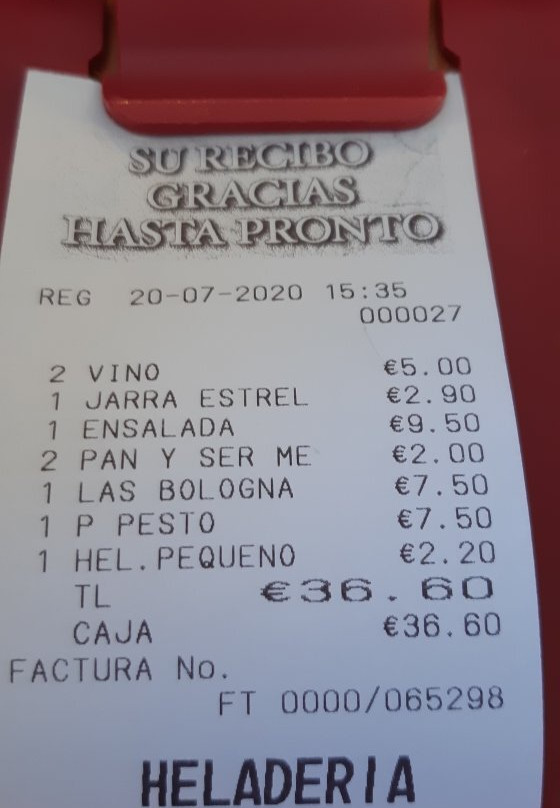 SU RECIBO
GRACIAS
HASTA PRONTO
REG 20-07-2020 15:35
000027
2 VINO €5.00
1 JARRA ESTREL €2.90
1 ENSALADA €9.50
2 PAN Y SER ME €2.00
1 LAS BOLOGNA €7.50
1 P PESTO €7.50
1 HEL.PEQUENO €2.20
TL €36.60
CAJA €36.60
FACTURA No.
FT 0000/065298
HELADERIA